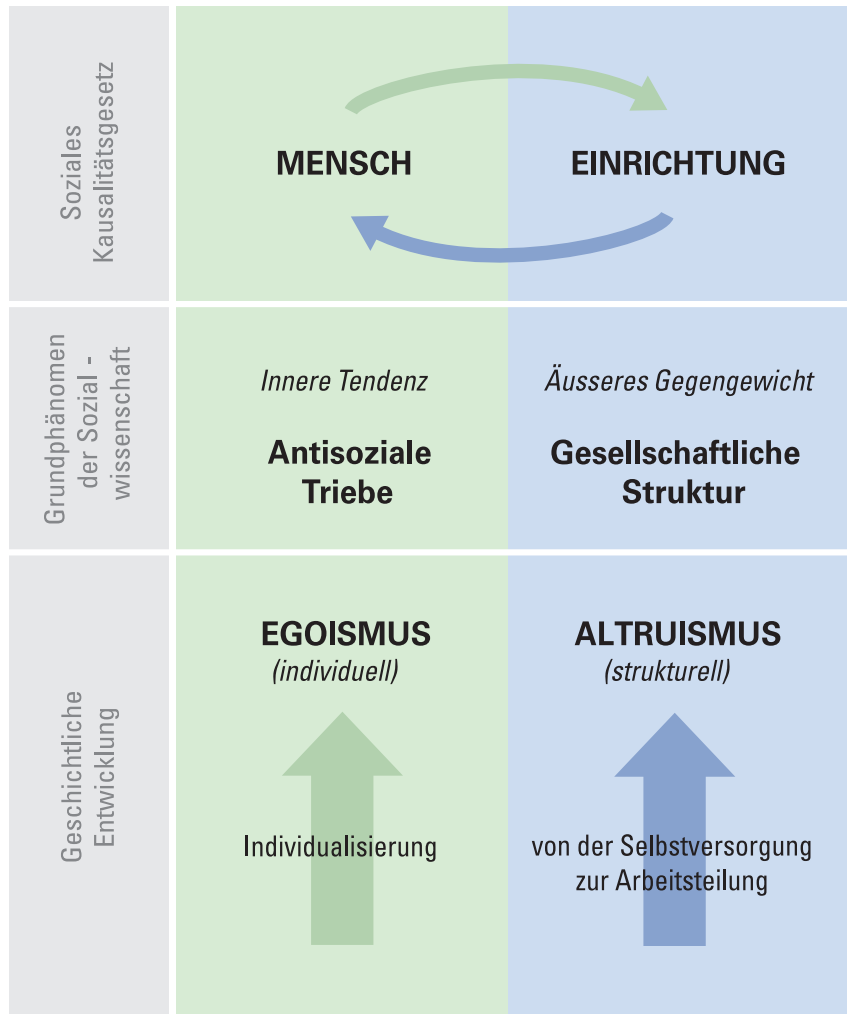 Soziales
Kausalitätsgesetz
MENSCH
EINRICHTUNG
Grundphänomen
der Sozial -
wissenschaft
Innere Tendenz
Antisoziale
Triebe
Äusseres Gegengewicht
Gesellschaftliche
Struktur
Geschichtliche
Entwicklung
EGOISMUS
(individuell)
Individualisierung
ALTRUISMUS
(strukturell)
von der Selbstversorgung
zur Arbeitsteilung